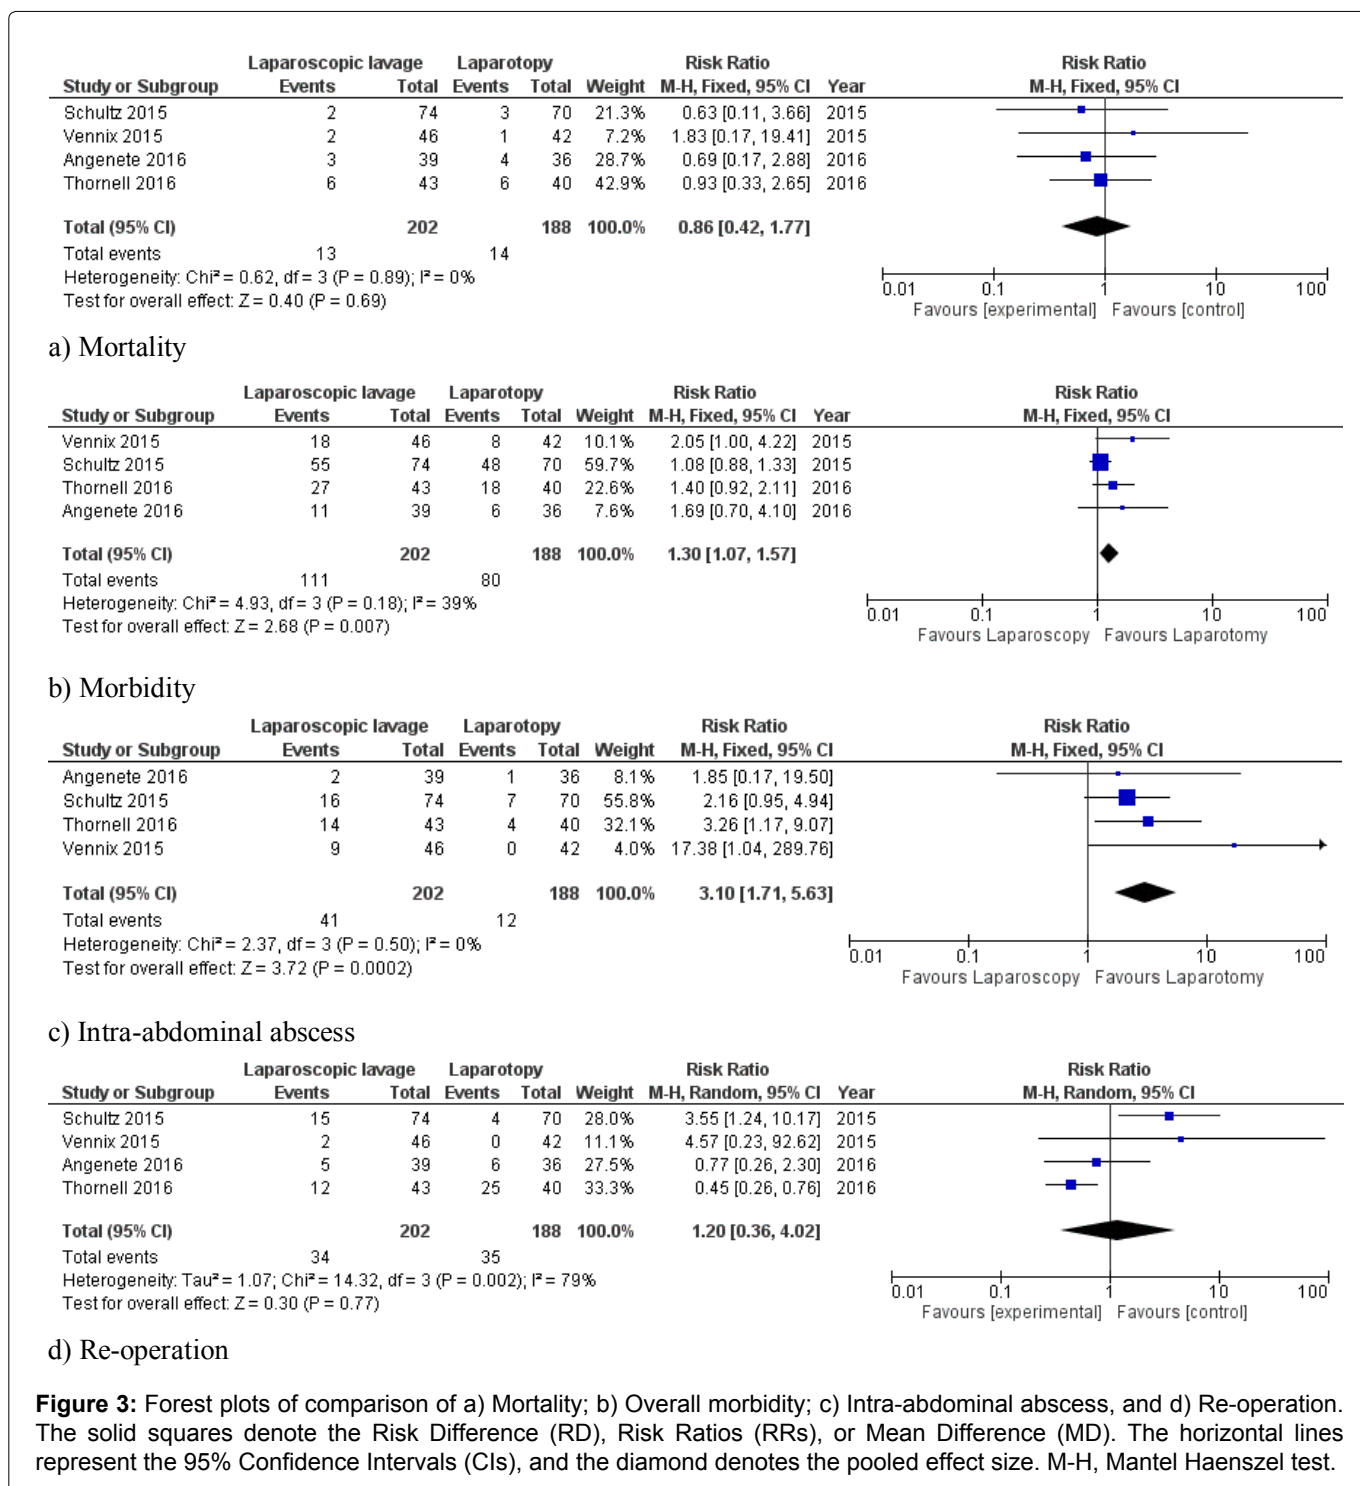 Laparoscopic lavage Laparotopy Risk Ratio Risk Ratio
Study or Subgroup Events Total Events Total Weight M-H, Fixed, 95% CI Year M-H, Fixed, 95% CI
Schultz 2015 2 74 3 70 21.3% 0.63 [0.11, 3.66] 2015
Vennix 2015 2 46 1 42 7.2% 1.83 [0.17, 19.41] 2015
Angenete 2016 3 39 4 36 28.7% 0.69 [0.17, 2.88] 2016
Thornell 2016 6 43 6 40 42.9% 0.93 [0.33, 2.65] 2016
Total (95% CI) 202 188 100.0% 0.86 [0.42, 1.77]
Total events 13 14
Heterogeneity: Chi² = 0.62, df = 3 (P = 0.89); I² = 0%
Test for overall effect: Z = 0.40 (P = 0.69)
0.01 0.1 1 10 100
Favours [experimental] Favours [control]
a) Mortality
Laparoscopic lavage Laparotopy Risk Ratio Risk Ratio
Study or Subgroup Events Total Events Total Weight M-H, Fixed, 95% CI Year M-H, Fixed, 95% CI
Vennix 2015 18 46 8 42 10.1% 2.05 [1.00, 4.22] 2015
Schultz 2015 55 74 48 70 59.7% 1.08 [0.88, 1.33] 2015
Thornell 2016 27 43 18 40 22.6% 1.40 [0.92, 2.11] 2016
Angenete 2016 11 39 6 36 7.6% 1.69 [0.70, 4.10] 2016
Total (95% CI) 202 188 100.0% 1.30 [1.07, 1.57]
Total events 111 80
Heterogeneity: Chi² = 4.93, df = 3 (P = 0.18); I² = 39%
Test for overall effect: Z = 2.68 (P = 0.007)
0.01 0.1 1 10 100
Favours Laparoscopy Favours Laparotomy
b) Morbidity
Laparoscopic lavage Laparotopy Risk Ratio Risk Ratio
Study or Subgroup Events Total Events Total Weight M-H, Fixed, 95% CI M-H, Fixed, 95% CI
Angenete 2016 2 39 1 36 8.1% 1.85 [0.17, 19.50]
Schultz 2015 16 74 7 70 55.8% 2.16 [0.95, 4.94]
Thornell 2016 14 43 4 40 32.1% 3.26 [1.17, 9.07]
Vennix 2015 9 46 0 42 4.0% 17.38 [1.04, 289.76]
Total (95% CI) 202 188 100.0% 3.10 [1.71, 5.63]
Total events 41 12
Heterogeneity: Chi² = 2.37, df = 3 (P = 0.50); I² = 0%
Test for overall effect: Z = 3.72 (P = 0.0002)
0.01 0.1 1 10 100
Favours Laparoscopy Favours Laparotomy
c) Intra-abdominal abscess
Laparoscopic lavage Laparotopy Risk Ratio Risk Ratio
Study or Subgroup Events Total Events Total Weight M-H, Random, 95% CI Year M-H, Random, 95% CI
Schultz 2015 15 74 4 70 28.0% 3.55 [1.24, 10.17] 2015
Vennix 2015 2 46 0 42 11.1% 4.57 [0.23, 92.62] 2015
Angenete 2016 5 39 6 36 27.5% 0.77 [0.26, 2.30] 2016
Thornell 2016 12 43 25 40 33.3% 0.45 [0.26, 0.76] 2016
Total (95% CI) 202 188 100.0% 1.20 [0.36, 4.02]
Total events 34 35
Heterogeneity: Tau² = 1.07; Chi² = 14.32, df = 3 (P = 0.002); I² = 79%
Test for overall effect: Z = 0.30 (P = 0.77)
0.01 0.1 1 10 100
Favours [experimental] Favours [control]
d) Re-operation
Figure 3: Forest plots of comparison of a) Mortality; b) Overall morbidity; c) Intra-abdominal abscess, and d) Re-operation.
The solid squares denote the Risk Difference (RD), Risk Ratios (RRs), or Mean Difference (MD). The horizontal lines
represent the 95% Confidence Intervals (CIs), and the diamond denotes the pooled effect size. M-H, Mantel Haenszel test.